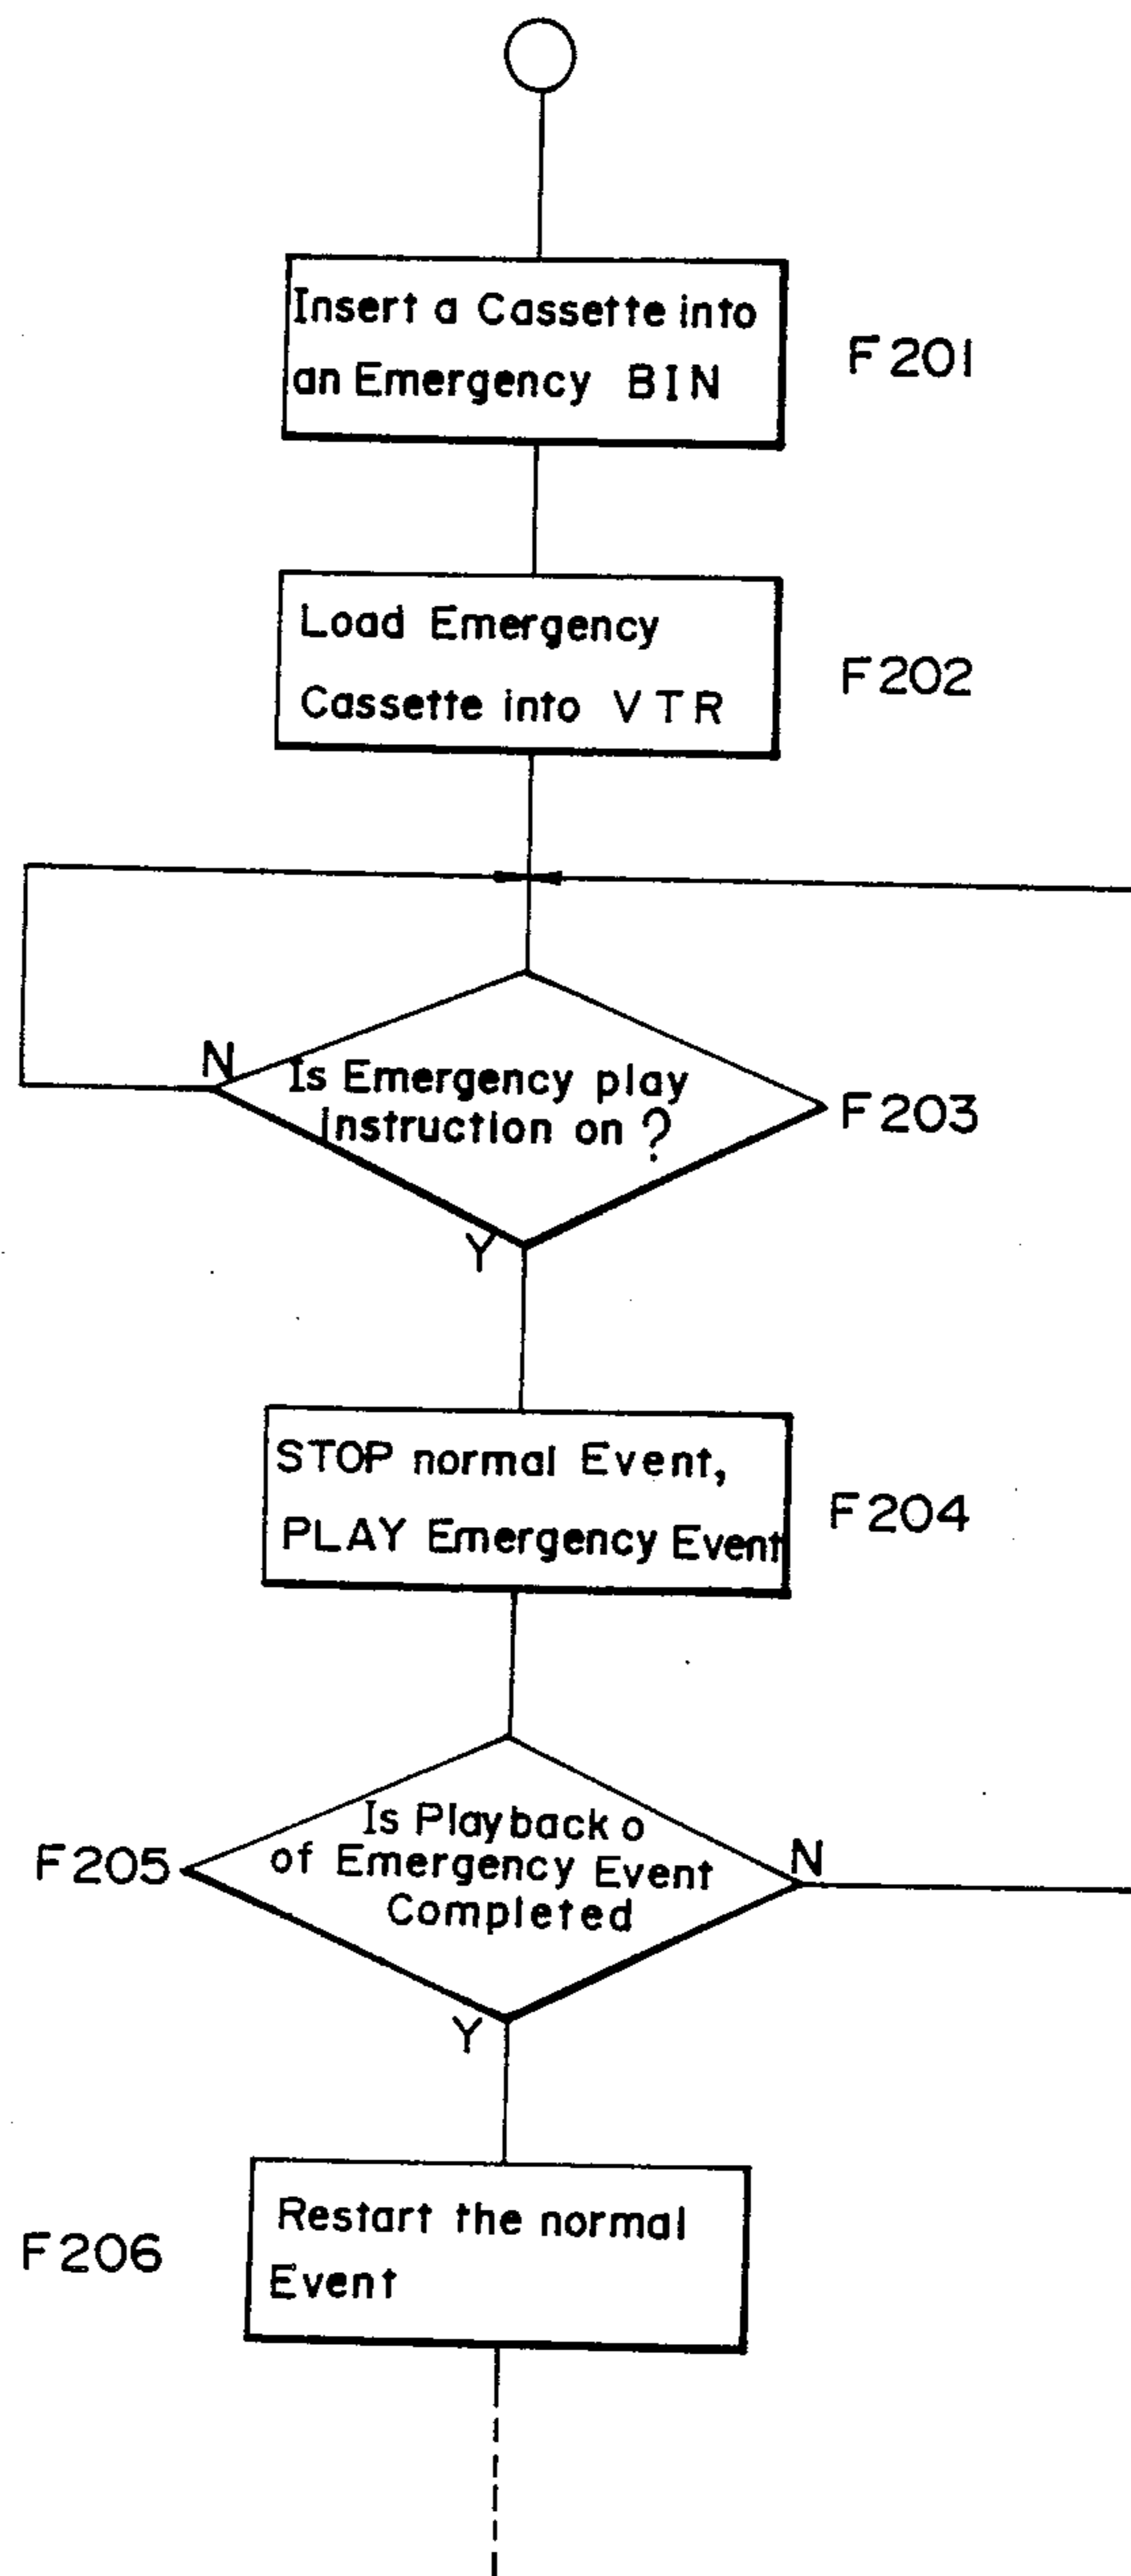 Insert a Cassette into
an Emergency BIN
F201
Load Emergency
Cassette into VTR
F202
N
Is Emergency play
Instruction on ?
F203
Y
STOP normal Event,
PLAY Emergency Event
F204
Is Playback o
of Emergency Event
Completed
F205
N
Y
Restart the normal
Event
F206